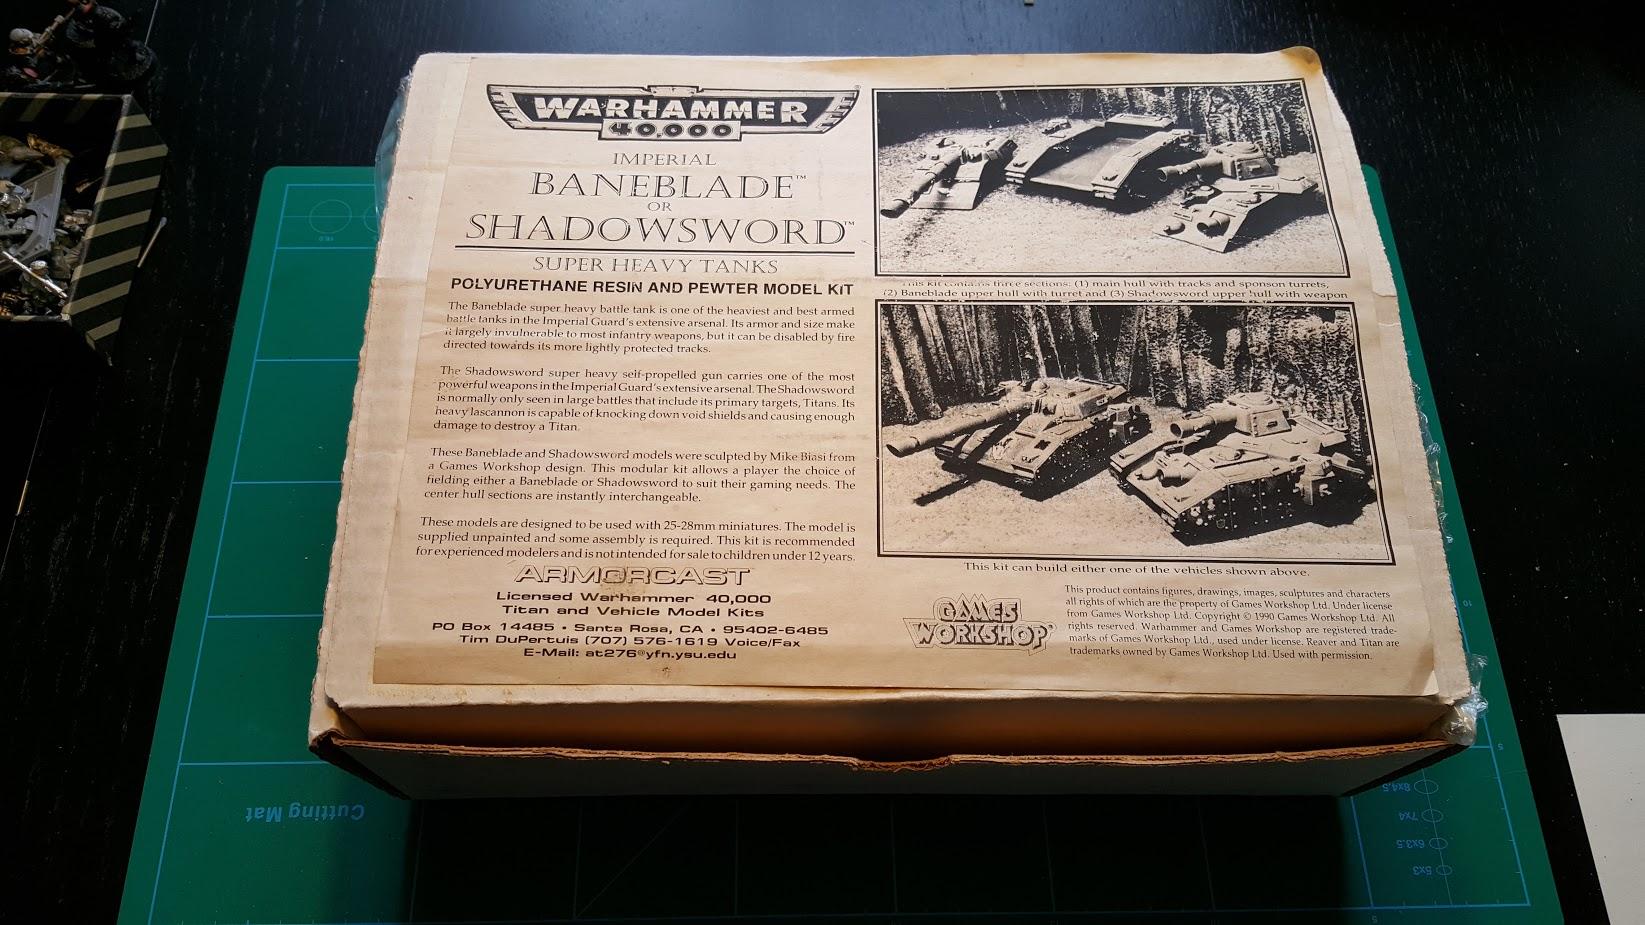 WARHAMMER
40,000
IMPERIAL
BANEBLADE™
OR
SHADOWSWORD™
SUPER HEAVY TANKS
POLYURETHANE RESIN AND PEWTER MODEL KIT
The Baneblade super heavy battle tank is one of the heaviest and best armed
battle tanks in the Imperial Guard's extensive arsenal. Its armor and size make
it largely invulnerable to most infantry weapons, but it can be disabled by fire
directed towards its more lightly protected tracks.
The Shadowsword super heavy self-propelled gun carries one of the most
powerful weapons in the Imperial Guard's extensive arsenal. The Shadowsword
is normally only seen in large battles that include its primary targets, Titans. Its
heavy lascannon is capable of knocking down void shields and causing enough
damage to destroy a Titan.
These Baneblade and Shadowsword models were sculpted by Mike Biasi from
a Games Workshop design. This modular kit allows a player the choice of
fielding either a Baneblade or Shadowsword to suit their gaming needs. The
center hull sections are instantly interchangeable.
These models are designed to be used with 25-28mm miniatures. The model is
supplied unpainted and some assembly is required. This kit is recommended
for experienced modelers and is not intended for sale to children under 12 years.
ARMORCAST
Licensed Warhammer 40,000
Titan and Vehicle Model Kits
PO Box 14485 • Santa Rosa, CA • 95402-6485
Tim DuPertuis (707) 576-1619 Voice/Fax
E-Mail: at276@yfn.ysu.edu
This kit contains three sections: (1) main hull with tracks and sponson turrets,
(2) Baneblade upper hull with turret and (3) Shadowsword upper hull with weapon
This kit can build either one of the vehicles shown above.
GAMES
WORKSHOP
This product contains figures, drawings, images, sculptures and characters
all rights of which are the property of Games Workshop Ltd. Under license
from Games Workshop Ltd. Copyright © 1990 Games Workshop Ltd. All
rights reserved. Warhammer and Games Workshop are registered trade-
marks of Games Workshop Ltd., used under license. Reaver and Titan are
trademarks owned by Games Workshop Ltd. Used with permission.
Cutting Mat
8x4.5
7x4
6x3.5
5x3
10
5
5